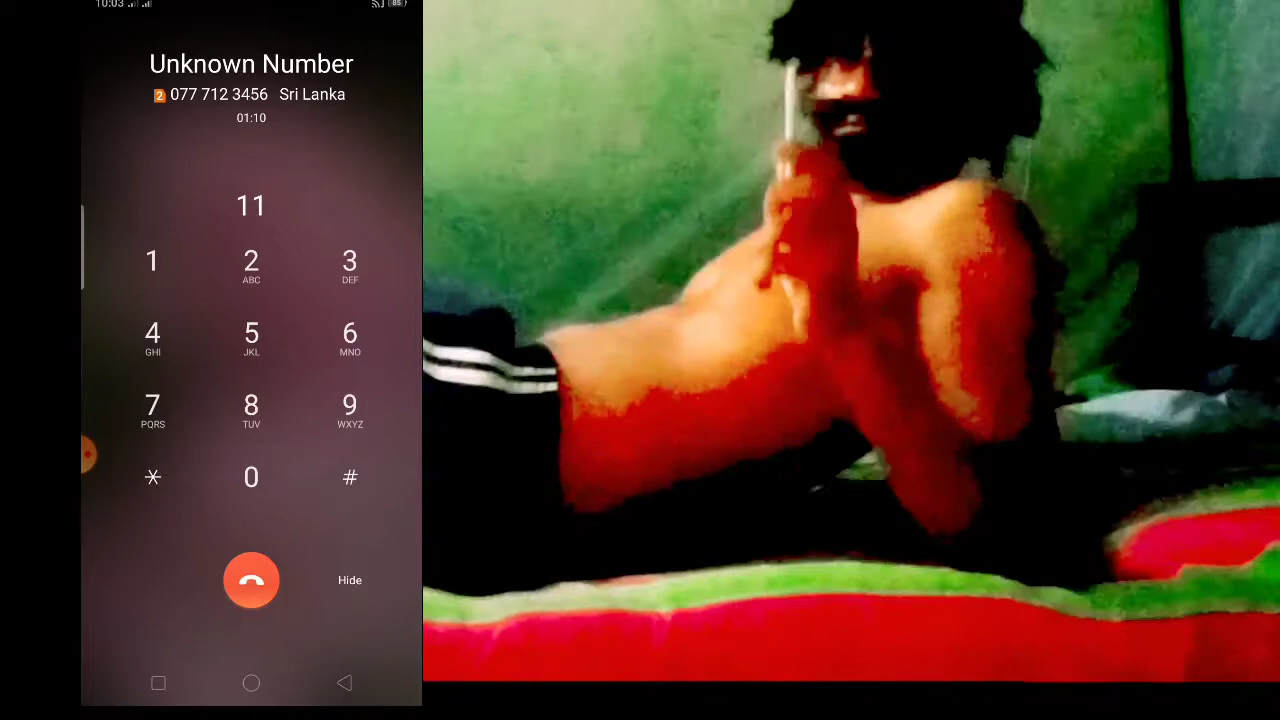 10:03
85
Unknown Number
2 077 712 3456 Sri Lanka
01:10
11
1 2 3
ABC DEF
4 5 6
GHI JKL MNO
7 8 9
PQRS TUV WXYZ
* 0 #
Hide